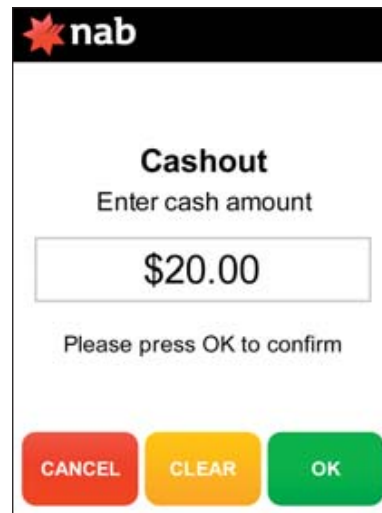 nab
Cashout
Enter cash amount
$20.00
Please press OK to confirm
CANCEL CLEAR OK